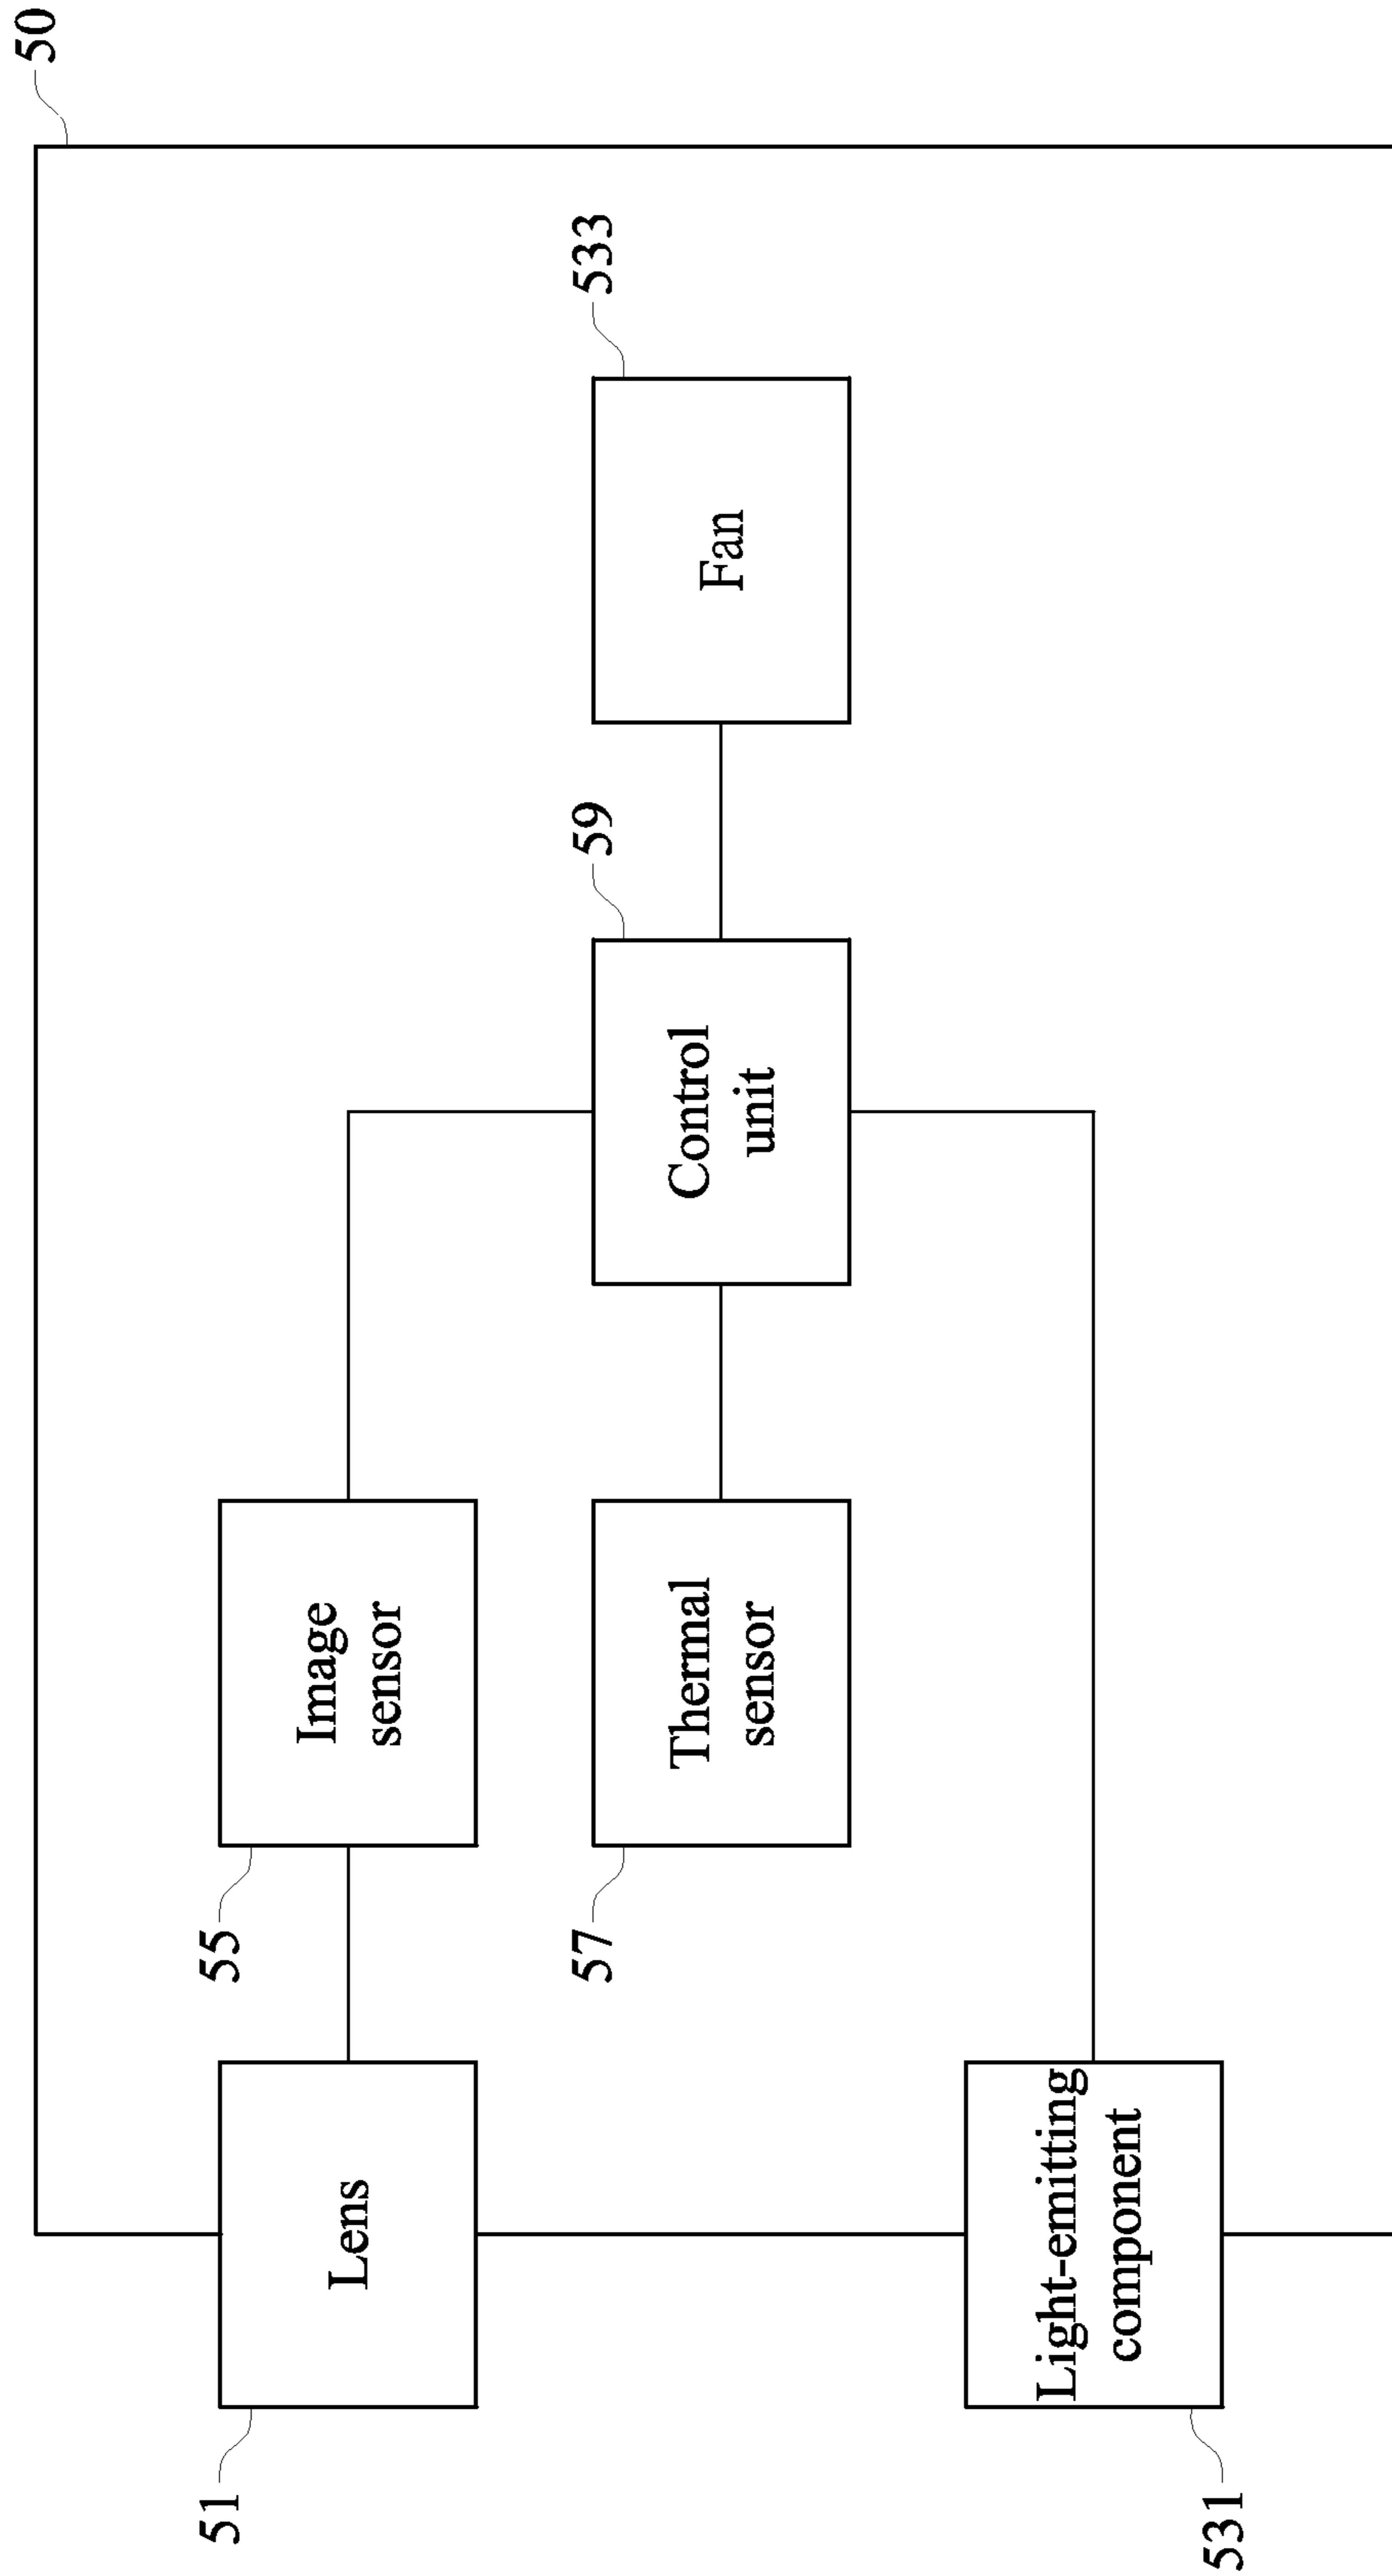 50
51
Lens
55
Image
sensor
57
Thermal
sensor
59
Control
unit
533
Fan
531
Light-emitting
component